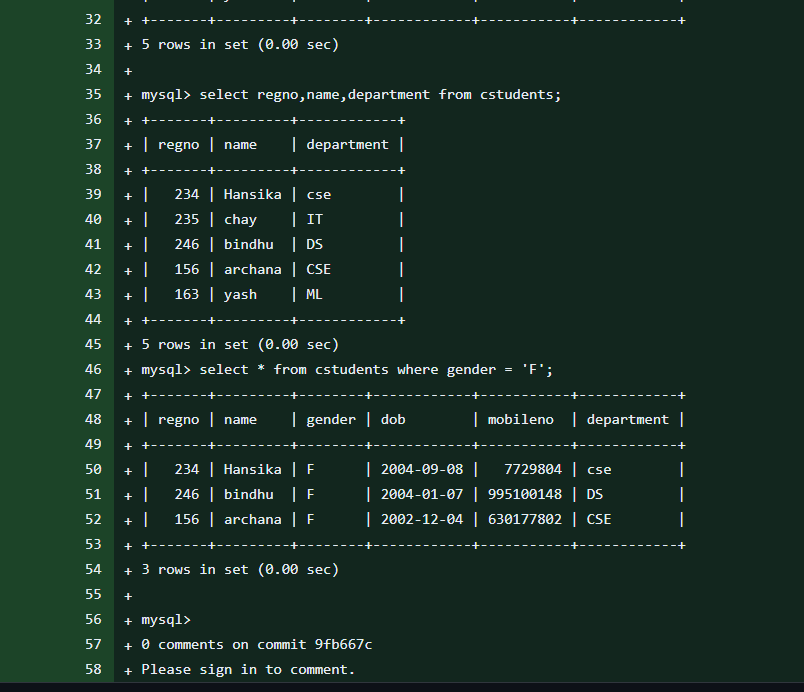 32 + +-------+---------+--------+------------+-----------+------------+
33 + 5 rows in set (0.00 sec)
34 +
35 + mysql> select regno,name,department from cstudents;
36 + +-------+---------+------------+
37 + | regno | name    | department |
38 + +-------+---------+------------+
39 + |   234 | Hansika | cse        |
40 + |   235 | chay    | IT         |
41 + |   246 | bindhu  | DS         |
42 + |   156 | archana | CSE        |
43 + |   163 | yash    | ML         |
44 + +-------+---------+------------+
45 + 5 rows in set (0.00 sec)
46 + mysql> select * from cstudents where gender = 'F';
47 + +-------+---------+--------+------------+-----------+------------+
48 + | regno | name    | gender | dob        | mobileno  | department |
49 + +-------+---------+--------+------------+-----------+------------+
50 + |   234 | Hansika | F      | 2004-09-08 |   7729804 | cse        |
51 + |   246 | bindhu  | F      | 2004-01-07 | 995100148 | DS         |
52 + |   156 | archana | F      | 2002-12-04 | 630177802 | CSE        |
53 + +-------+---------+--------+------------+-----------+------------+
54 + 3 rows in set (0.00 sec)
55 +
56 + mysql>
57 + 0 comments on commit 9fb667c
58 + Please sign in to comment.